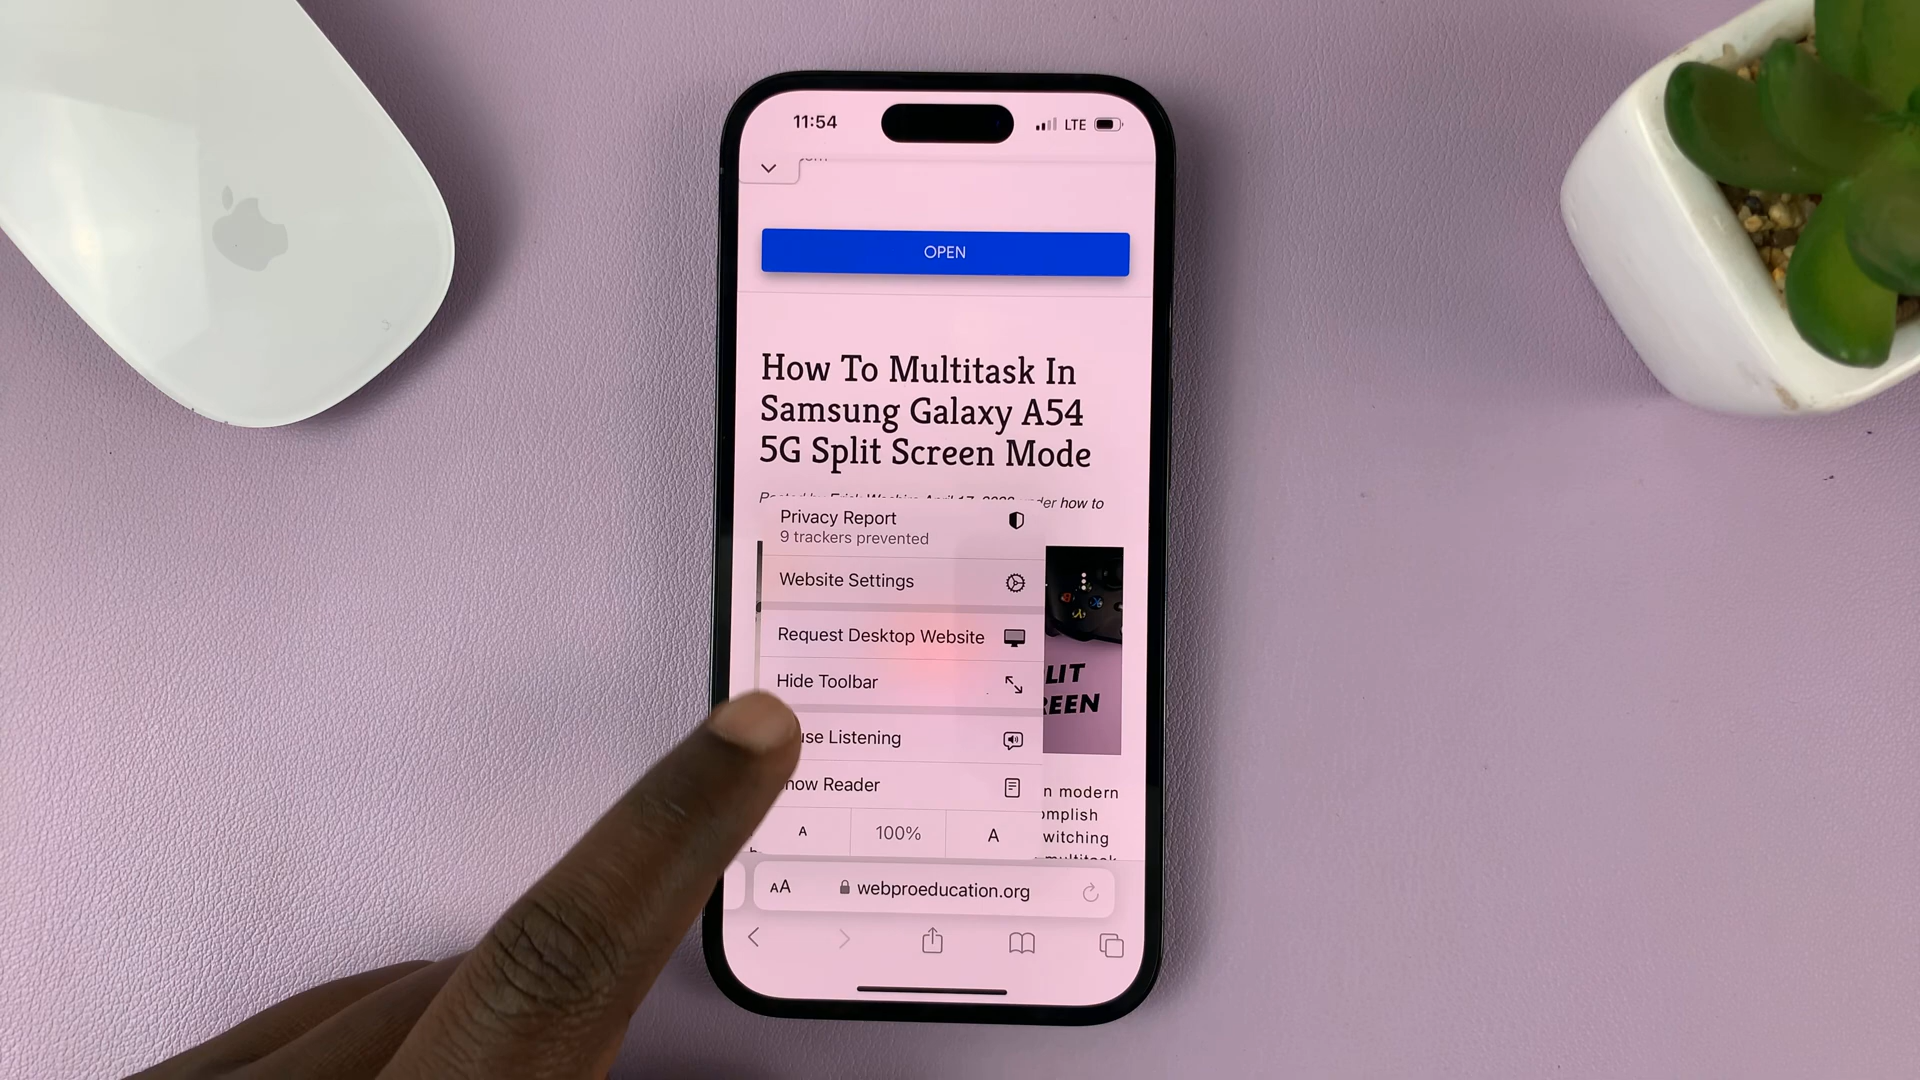 11:54
LTE
OPEN
How To Multitask In
Samsung Galaxy A54
5G Split Screen Mode
how to
Privacy Report
9 trackers prevented
Website Settings
Request Desktop Website
Hide Toolbar
LIT
REEN
use Listening
how Reader
n modern
omplish
witching
A
100%
A
AA
webproeducation.org